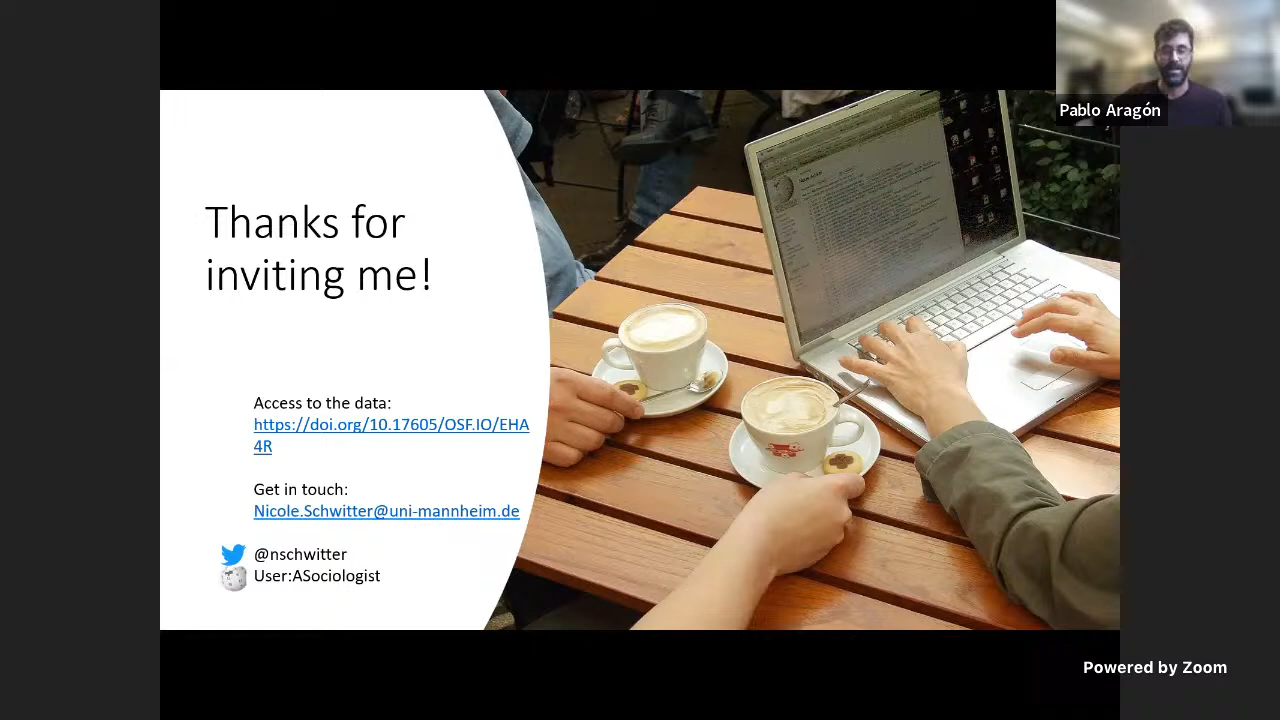 Pablo Aragón
Thanks for
inviting me!
Access to the data:
https://doi.org/10.17605/OSF.IO/EHA
4R
Get in touch:
Nicole.Schwitter@uni-mannheim.de
@nschwitter
User:ASociologist
Powered by Zoom